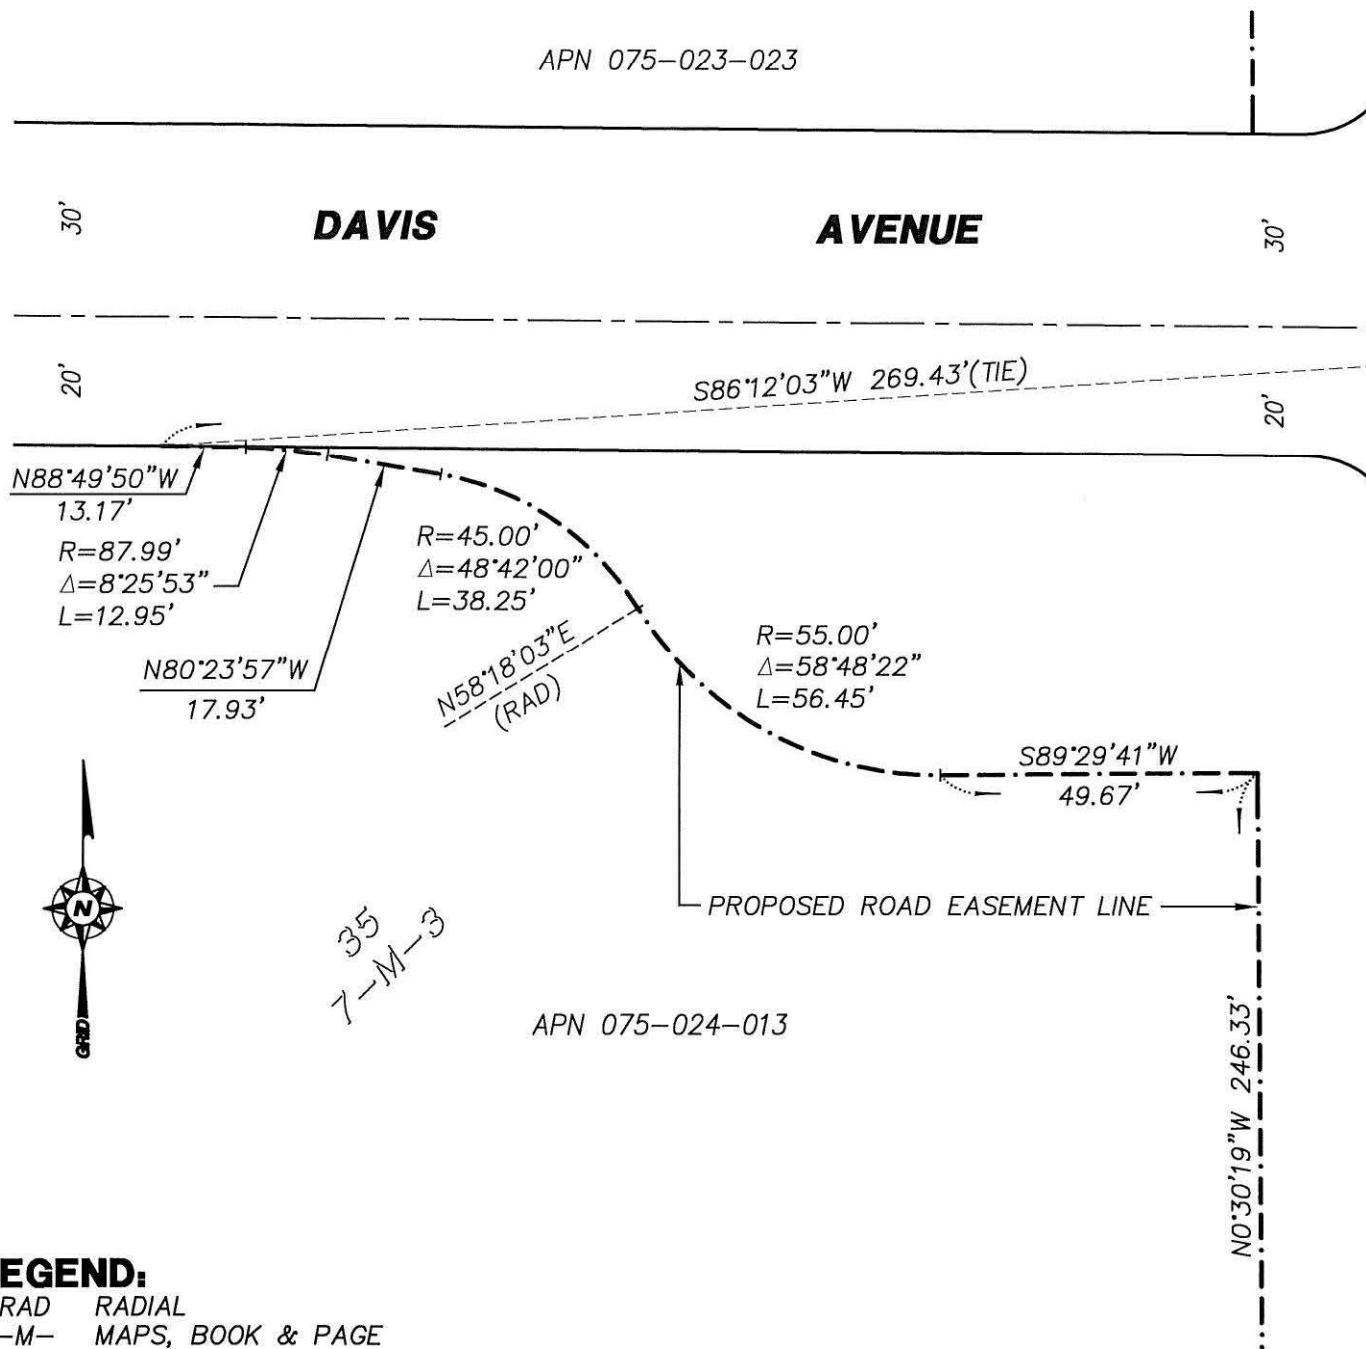 APN 075-023-023
30'
DAVIS AVENUE
30'
20'
S86°12'03"W 269.43'(TIE)
20'
N88°49'50"W
13.17'
R=87.99'
Δ=8°25'53"
L=12.95'
R=45.00'
Δ=48°42'00"
L=38.25'
N80°23'57"W
17.93'
N58°18'03"E
(RAD)
R=55.00'
Δ=58°48'22"
L=56.45'
S89°29'41"W
49.67'
N
GRID
PROPOSED ROAD EASEMENT LINE
35
7-M-3
APN 075-024-013
N0°30'19"W 246.33'
EGEND:
RAD RADIAL
-M- MAPS, BOOK & PAGE